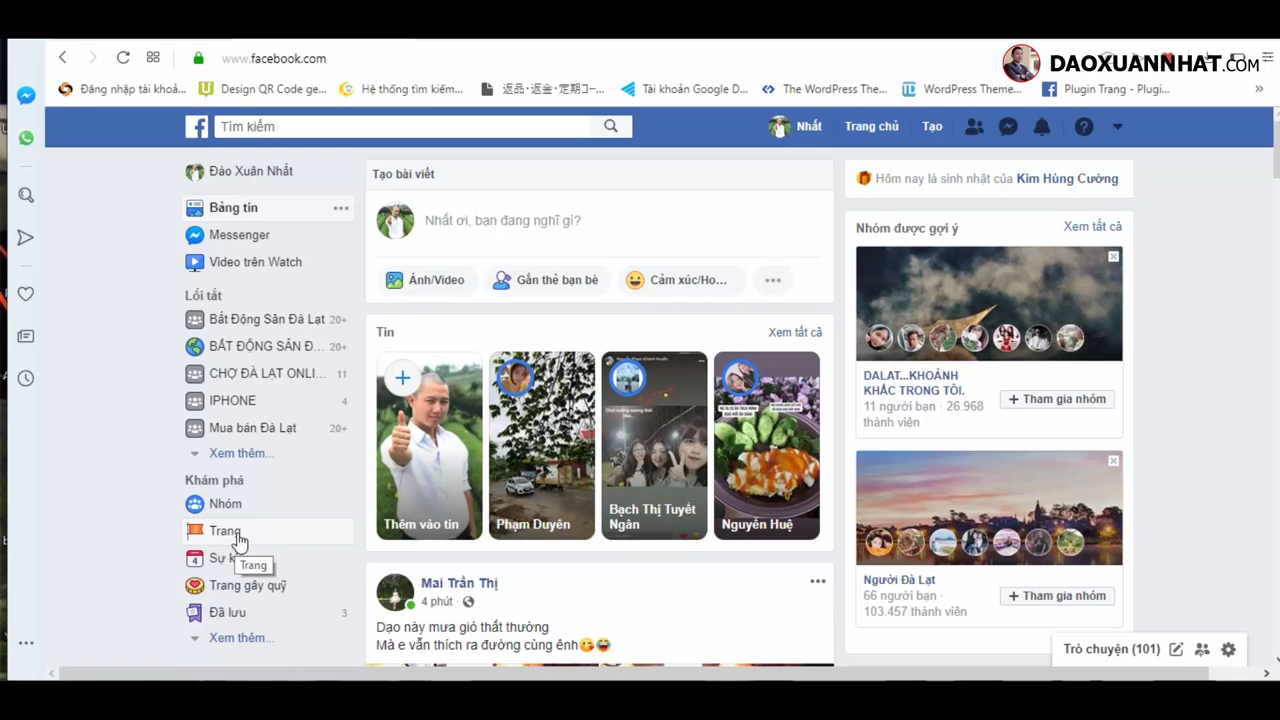 DAOXUANNHAT.COM
www.facebook.com
Đăng nhập tài khoả...
Design QR Code ge...
Hệ thống tìm kiếm...
返品・返金・定期コー...
Tài khoản Google D...
The WordPress The...
WordPress Theme...
Plugin Trang - Plugi...
Tìm kiếm
Nhất
Trang chủ
Tạo
Đào Xuân Nhất
Bảng tin
Messenger
Video trên Watch
Lối tắt
Bất Động Sản Đà Lạt 20+
BẤT ĐỘNG SẢN Đ... 20+
CHỢ ĐÀ LẠT ONLI... 11
IPHONE 4
Mua bán Đà Lạt 20+
Xem thêm...
Khám phá
Nhóm
Trang
Sự k
Trang
Trang gây quỹ
Đã lưu 3
Xem thêm...
Tạo bài viết
Nhất ơi, bạn đang nghĩ gì?
Ảnh/Video
Gắn thẻ bạn bè
Cảm xúc/Ho...
Tin
Xem tất cả
Thêm vào tin
Phạm Duyên
Bạch Thị Tuyết
Ngân
Nguyễn Huệ
Mai Trần Thị
4 phút
Dạo này mưa gió thất thường
Mà e vẫn thích ra đường cùng ênh
Hôm nay là sinh nhật của Kim Hùng Cường
Nhóm được gợi ý
Xem tất cả
DALAT...KHOẢNH
KHẮC TRONG TÔI.
11 người bạn · 26.968
thành viên
+ Tham gia nhóm
Người Đà Lạt
66 người bạn ·
103.457 thành viên
+ Tham gia nhóm
Trò chuyện (101)